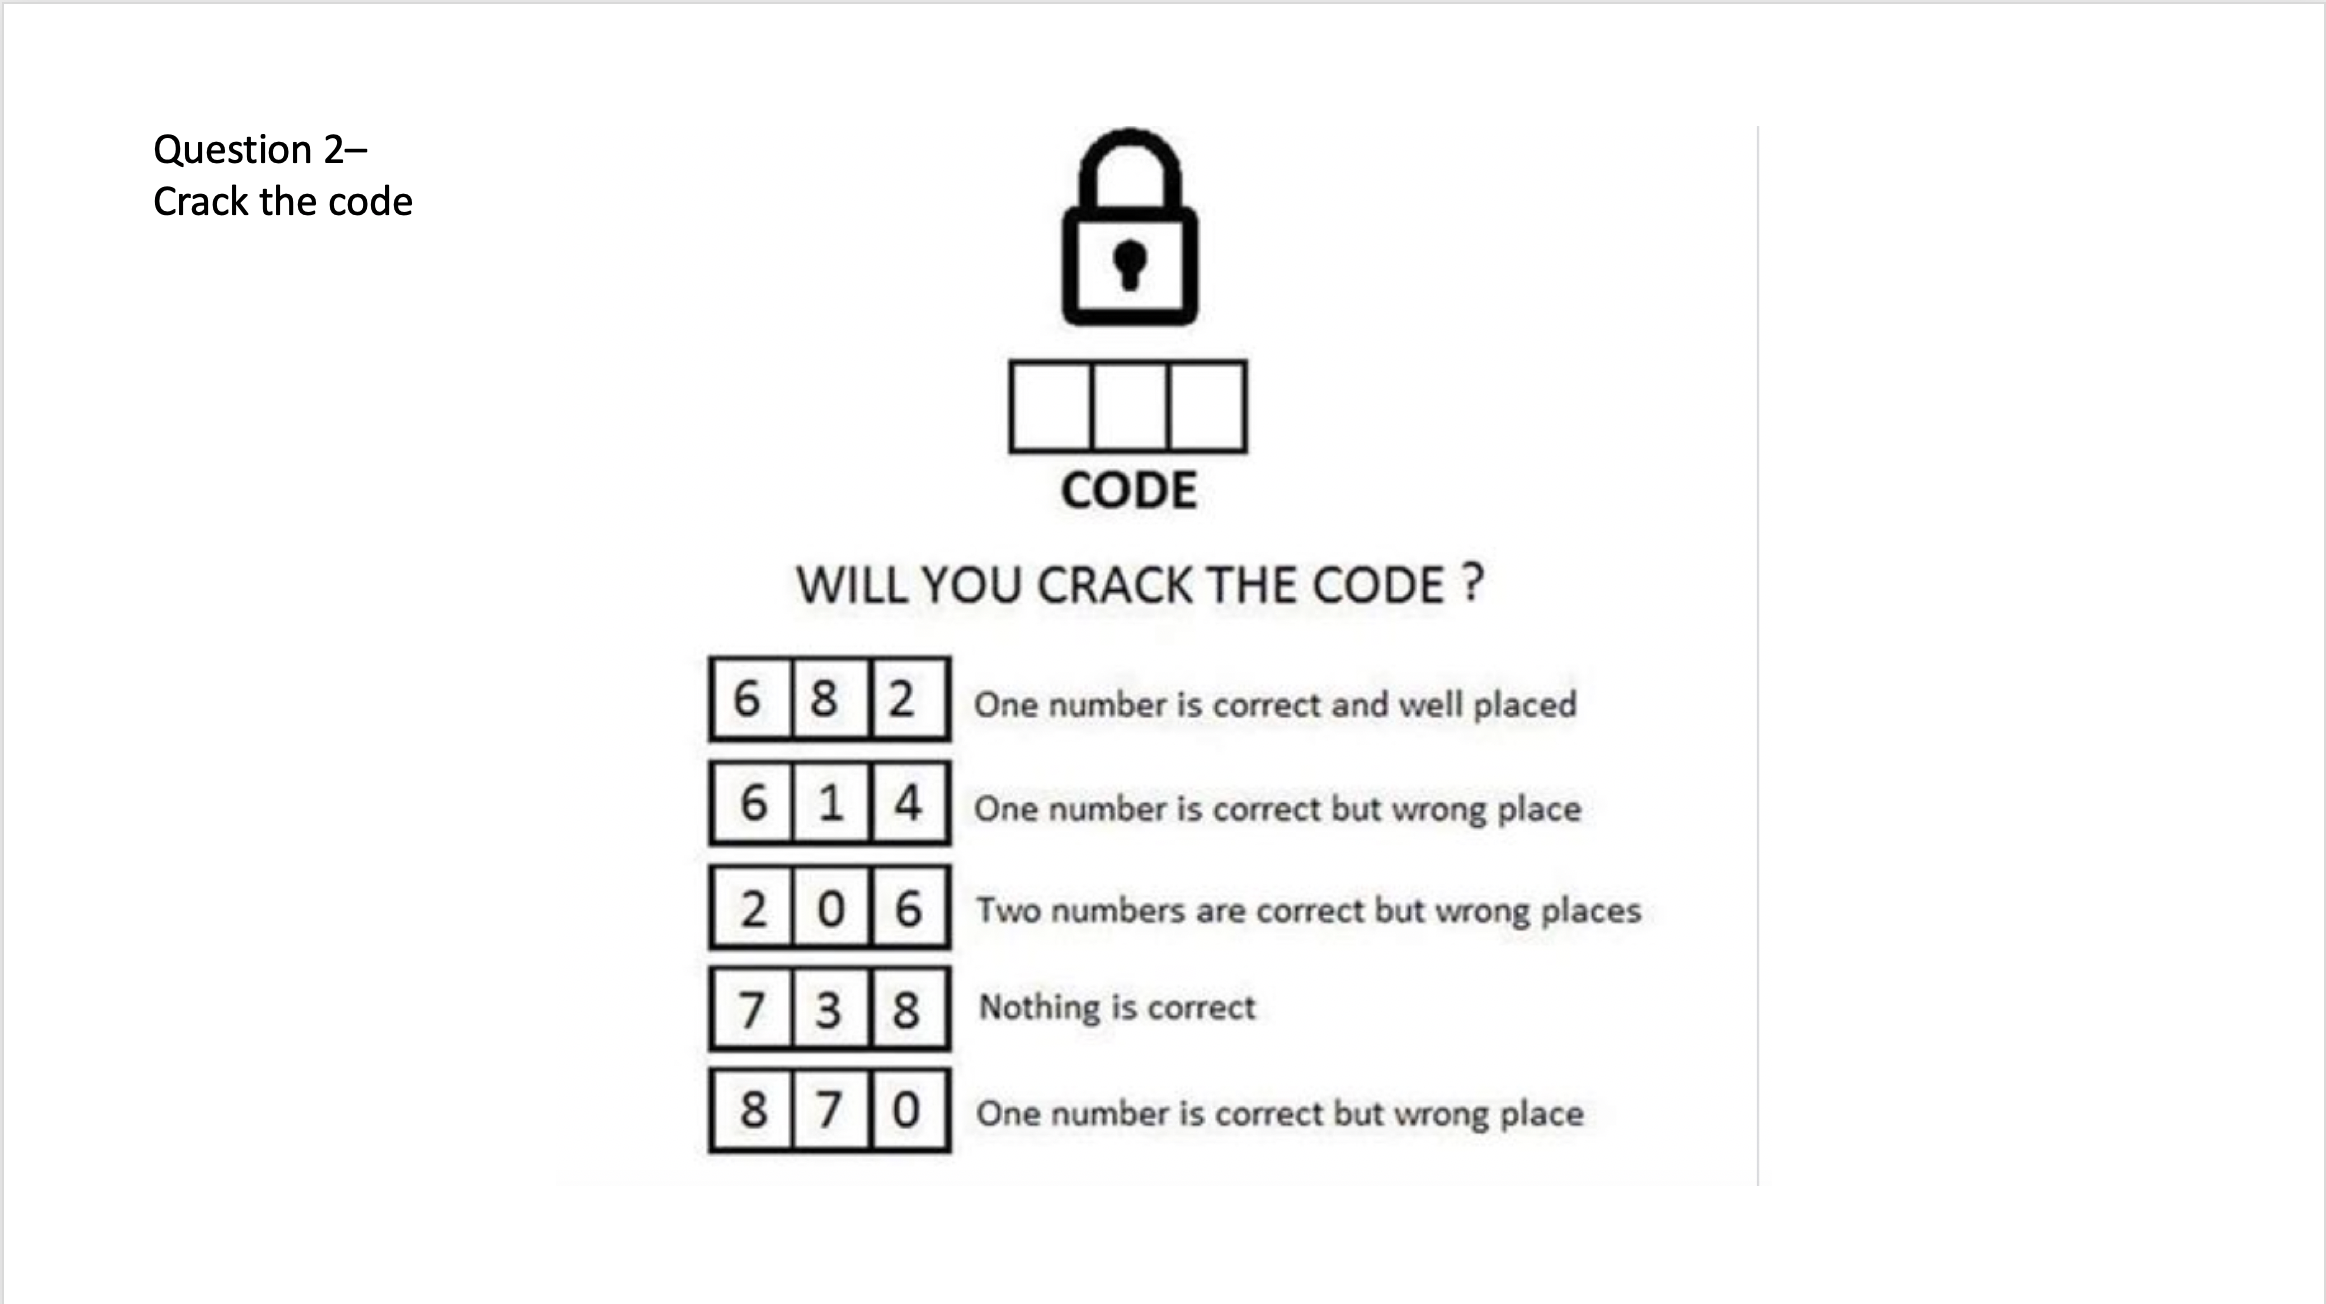 Question 2–
Crack the code
CODE
WILL YOU CRACK THE CODE ?
6 8 2 One number is correct and well placed
6 1 4 One number is correct but wrong place
2 0 6 Two numbers are correct but wrong places
7 3 8 Nothing is correct
8 7 0 One number is correct but wrong place